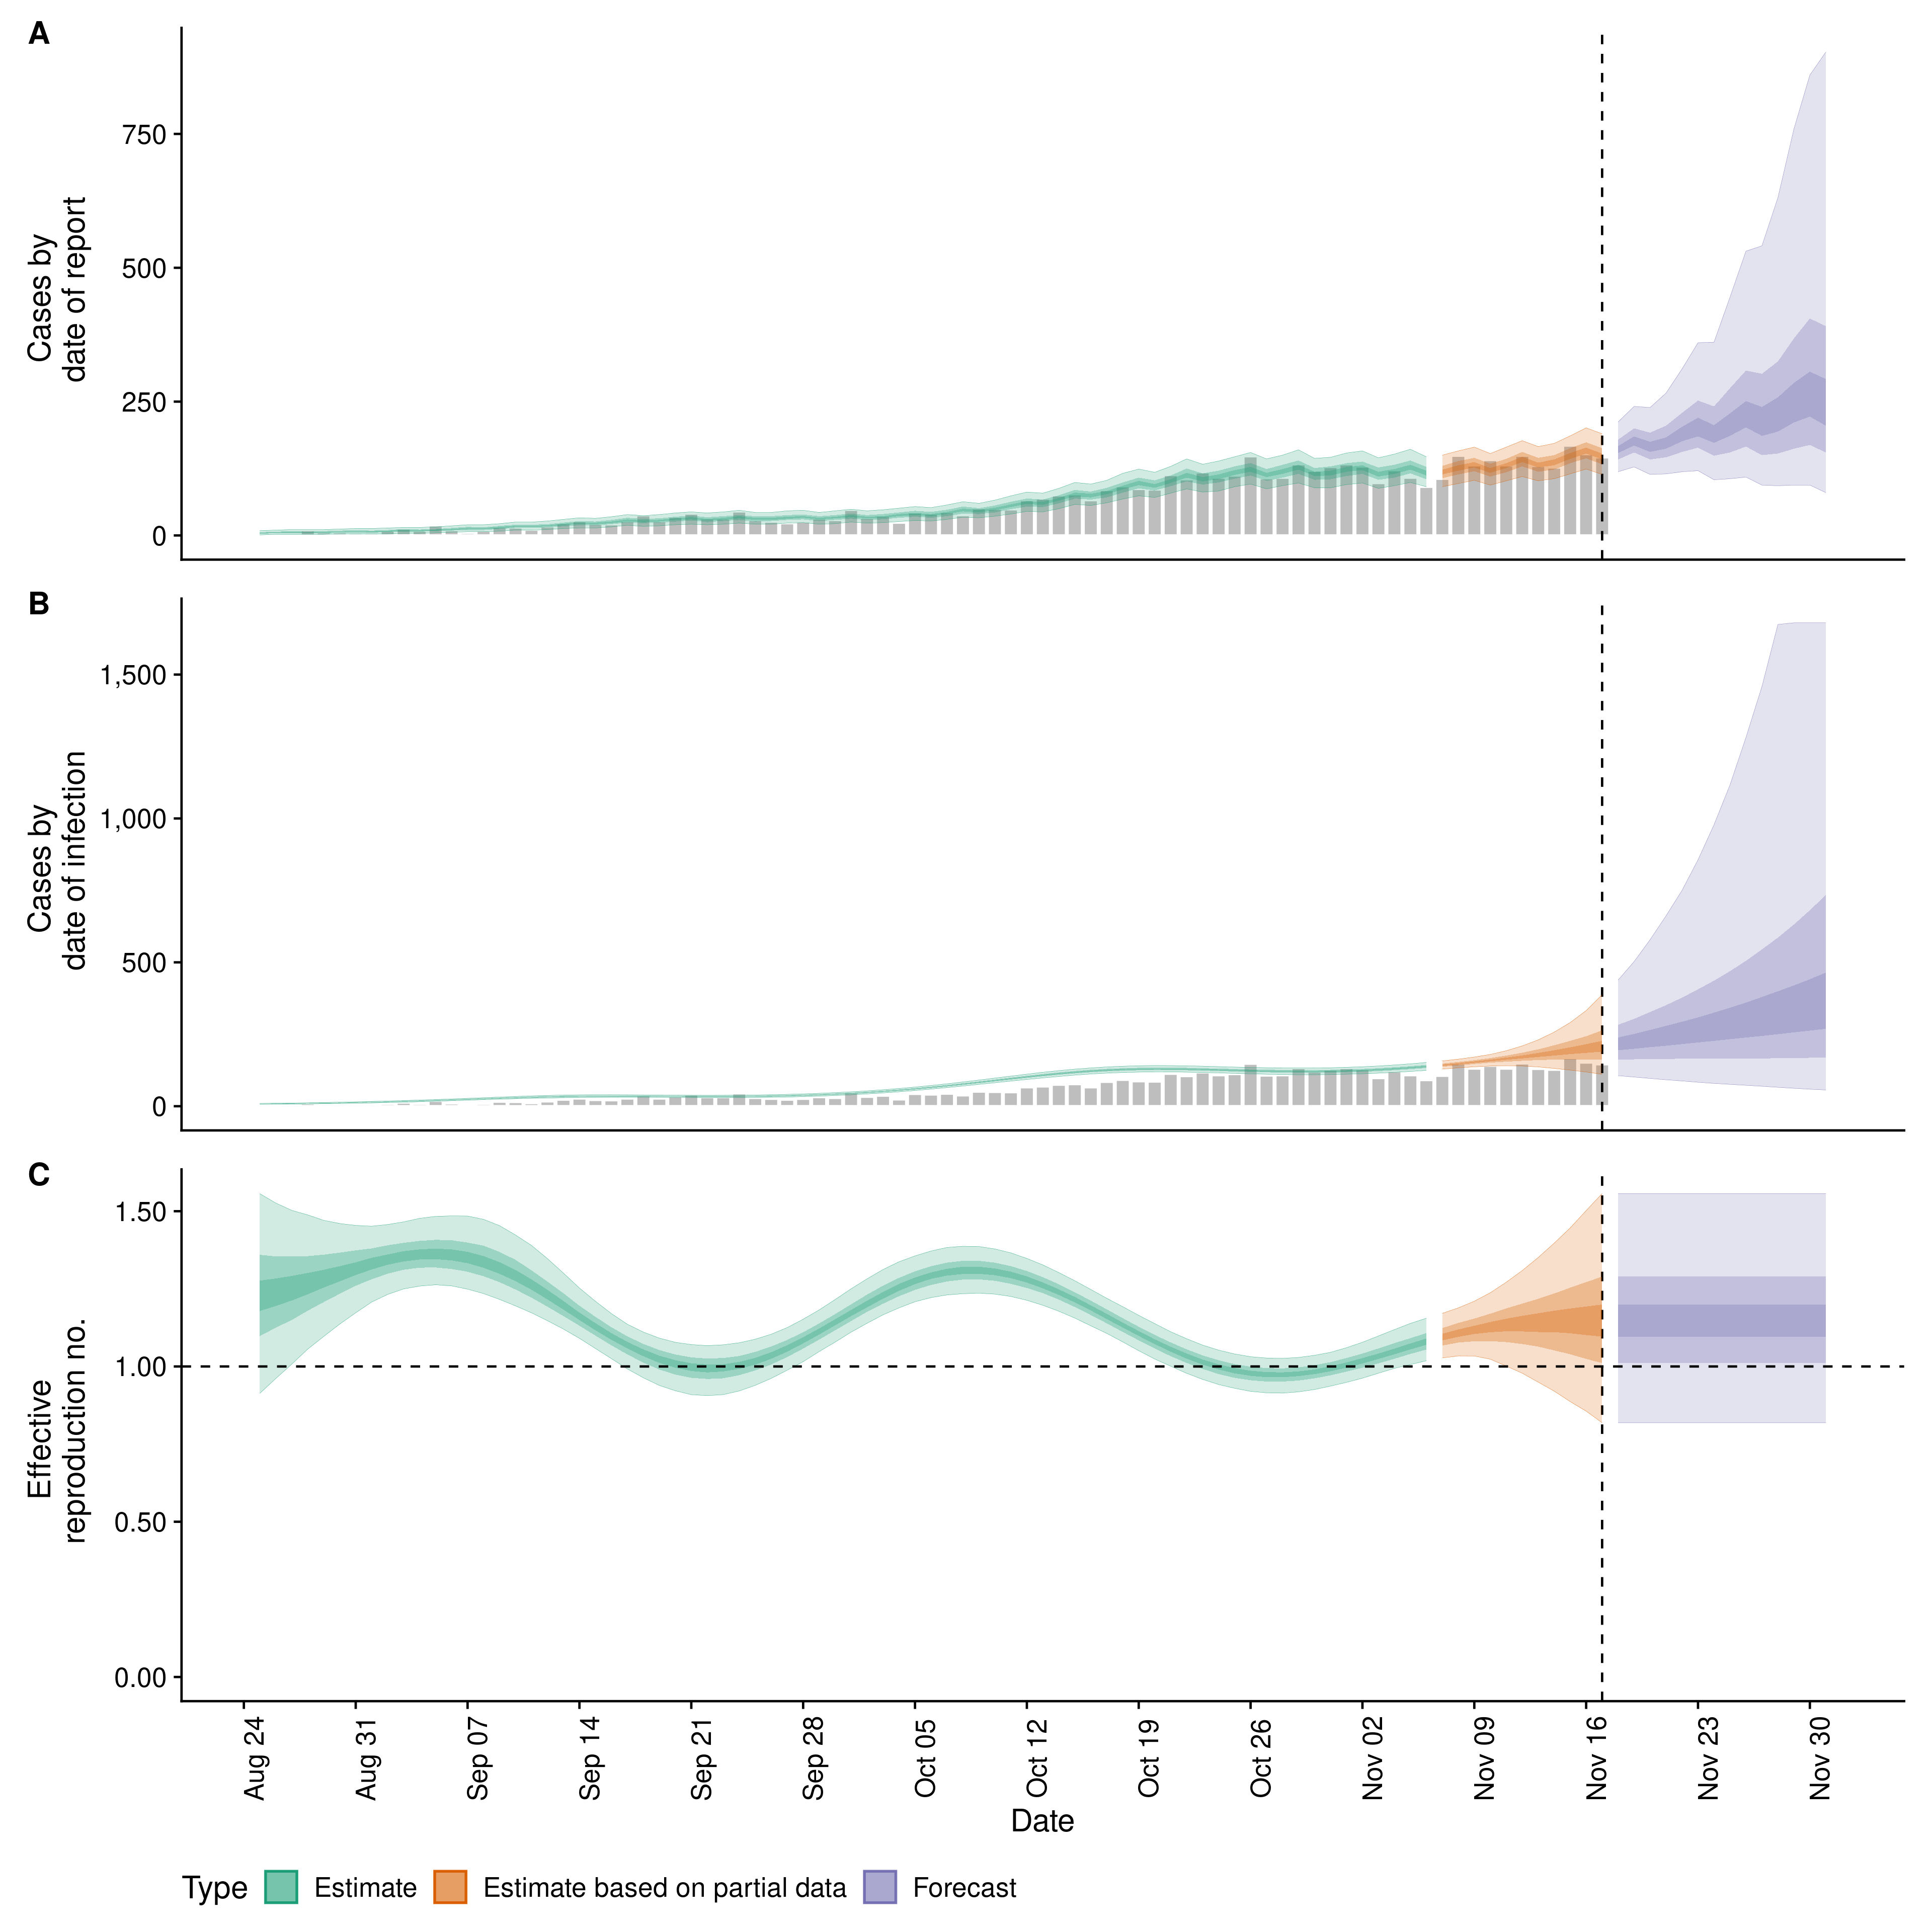 A
Cases by
date of report
750
500
250
0
B
Cases by
date of infection
1,500
1,000
500
0
C
Effective
reproduction no.
1.50
1.00
0.50
0.00
Aug 24
Aug 31
Sep 07
Sep 14
Sep 21
Sep 28
Oct 05
Oct 12
Oct 19
Oct 26
Nov 02
Nov 09
Nov 16
Nov 23
Nov 30
Date
Type Estimate Estimate based on partial data Forecast